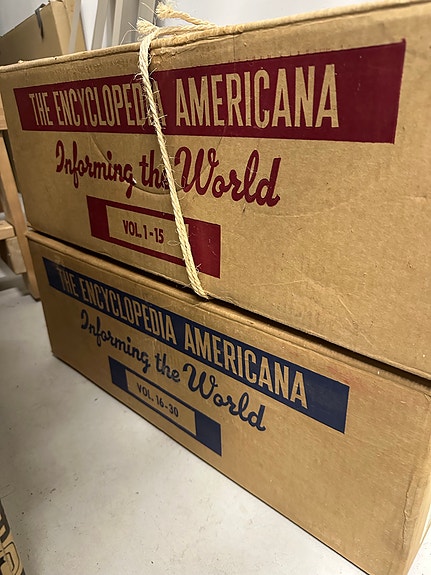 THE ENCYCLOPEDIA AMERICANA
Informing the World
VOL. 1-15
THE ENCYCLOPEDIA AMERICANA
Informing the World
VOL. 16-30